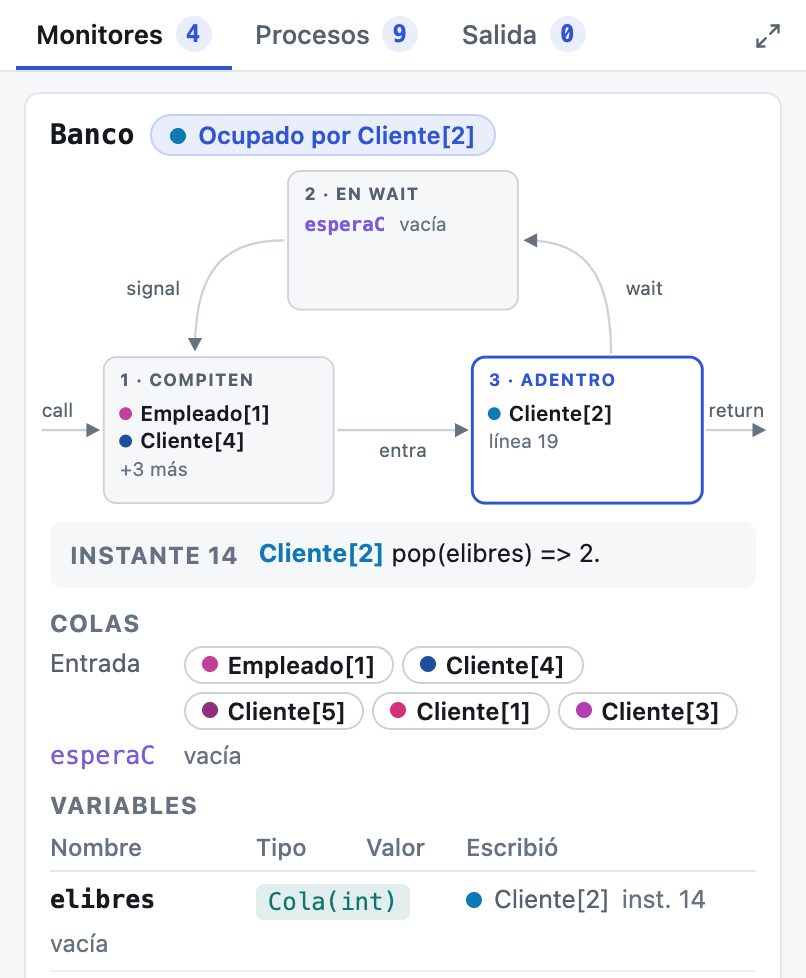 Monitores 4 Procesos 9 Salida 0
Banco Ocupado por Cliente[2]
2 · EN WAIT
esperaC vacía
signal
wait
1 · COMPITEN
Empleado[1]
Cliente[4]
+3 más
call
entra
3 · ADENTRO
Cliente[2]
línea 19
return
INSTANTE 14 Cliente[2] pop(elibres) => 2.
COLAS
Entrada Empleado[1] Cliente[4]
Cliente[5] Cliente[1] Cliente[3]
esperaC vacía
VARIABLES
Nombre Tipo Valor Escribió
elibres Cola(int) Cliente[2] inst. 14
vacía